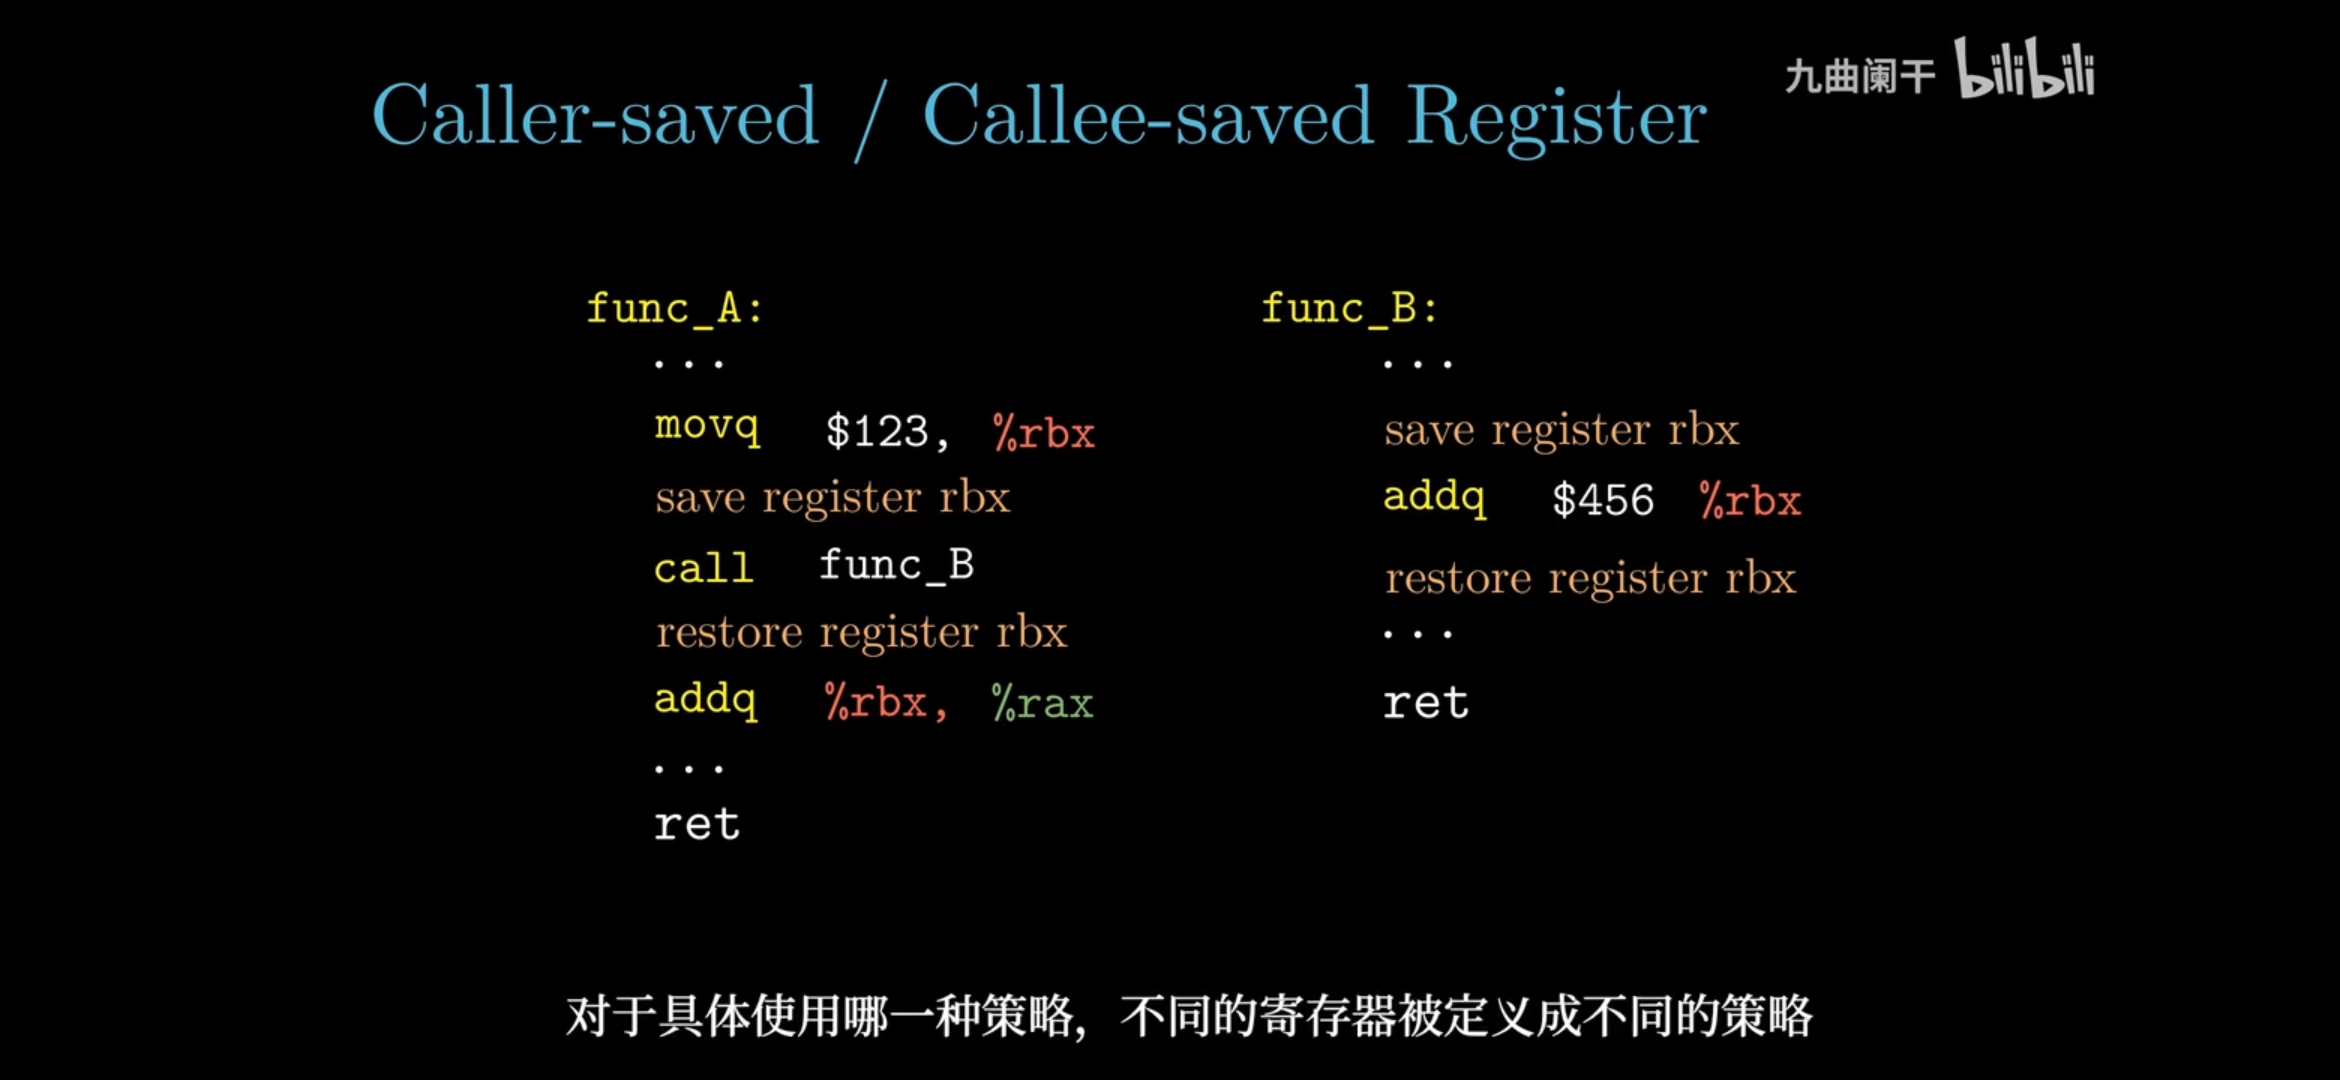 九曲阑干 bilibili
Caller-saved / Callee-saved Register
func_A:
...
movq $123, %rbx
save register rbx
call func_B
restore register rbx
addq %rbx, %rax
...
ret
func_B:
...
save register rbx
addq $456 %rbx
restore register rbx
...
ret
对于具体使用哪一种策略，不同的寄存器被定义成不同的策略